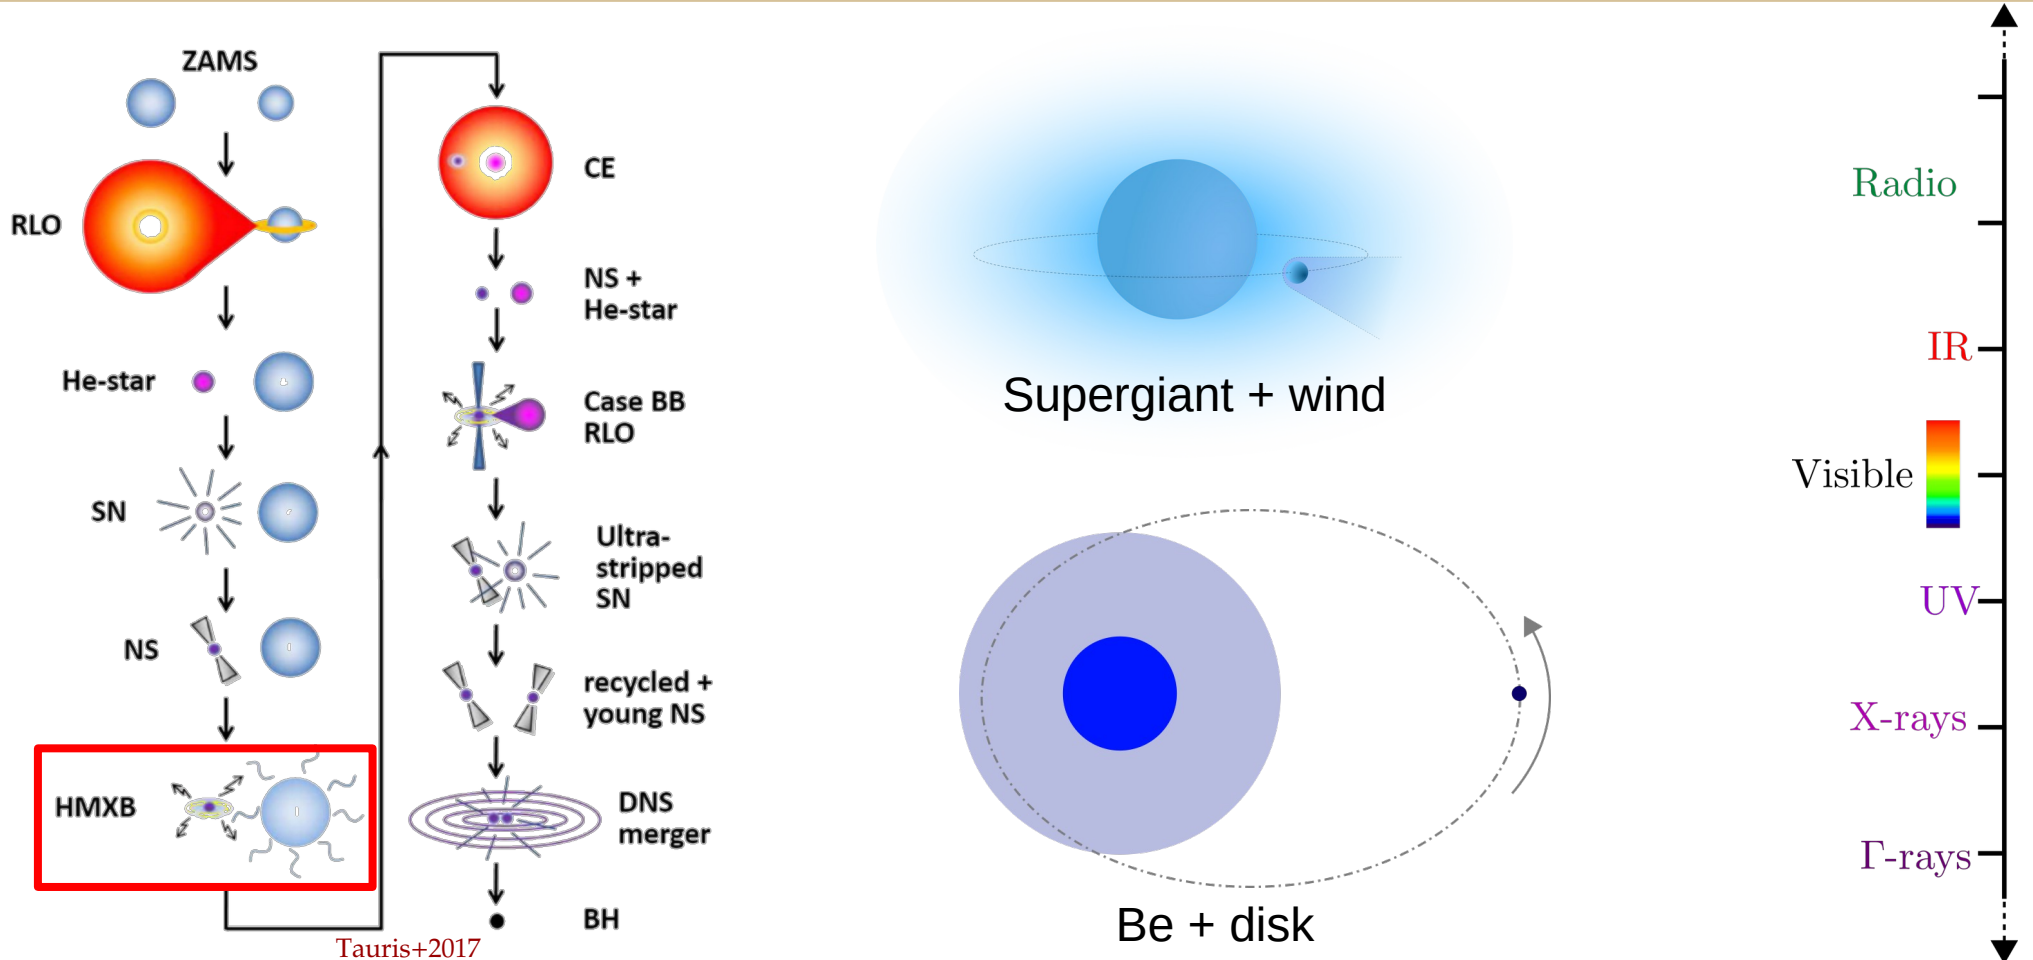 ZAMS
RLO
He-star
SN
NS
HMXB
CE
NS +
He-star
Case BB
RLO
Ultra-
stripped
SN
recycled +
young NS
DNS
merger
BH
Tauris+2017
Supergiant + wind
Be + disk
Radio
IR
Visible
UV
X-rays
Γ-rays